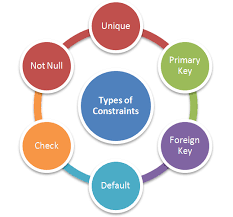 Unique
Primary
Key
Foreign
Key
Default
Check
Not Null
Types of
Constraints